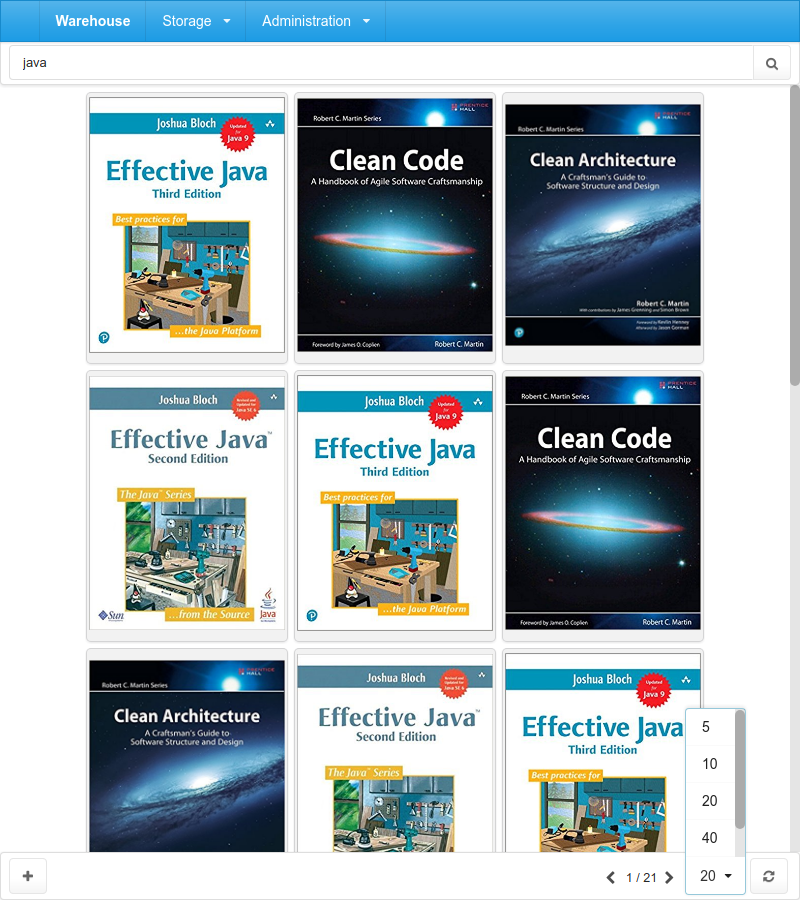 Warehouse Storage Administration
java
Joshua Bloch
Updated
for
Java 9
Effective Java
Third Edition
Best practices for
...the Java Platform
PRENTICE
HALL
Robert C. Martin Series
Clean Code
A Handbook of Agile Software Craftsmanship
Foreword by James O. Coplien
Robert C. Martin
PRENTICE
HALL
Robert C. Martin Series
Clean Architecture
A Craftsman's Guide to
Software Structure and Design
Robert C. Martin
With contributions by James Grenning and Simon Brown
Foreword by Kevlin Henney
Afterword by Jason Gorman
Joshua Bloch
Revised and
Updated for
Java SE 6
Effective Java™
Second Edition
The Java™ Series
...from the Source
Sun
Java
Joshua Bloch
Updated
for
Java 9
Effective Java
Third Edition
Best practices for
...the Java Platform
PRENTICE
HALL
Robert C. Martin Series
Clean Code
A Handbook of Agile Software Craftsmanship
Foreword by James O. Coplien
Robert C. Martin
PRENTICE
HALL
Robert C. Martin Series
Clean Architecture
A Craftsman's Guide to
Software Structure and Design
Joshua Bloch
Revised and
Updated for
Java SE 6
Effective Java™
Second Edition
The Java™ Series
Joshua Bloch
Updated
for
Java 9
Effective Java
Third Edition
Best practices for
5
10
20
40
1 / 21
20